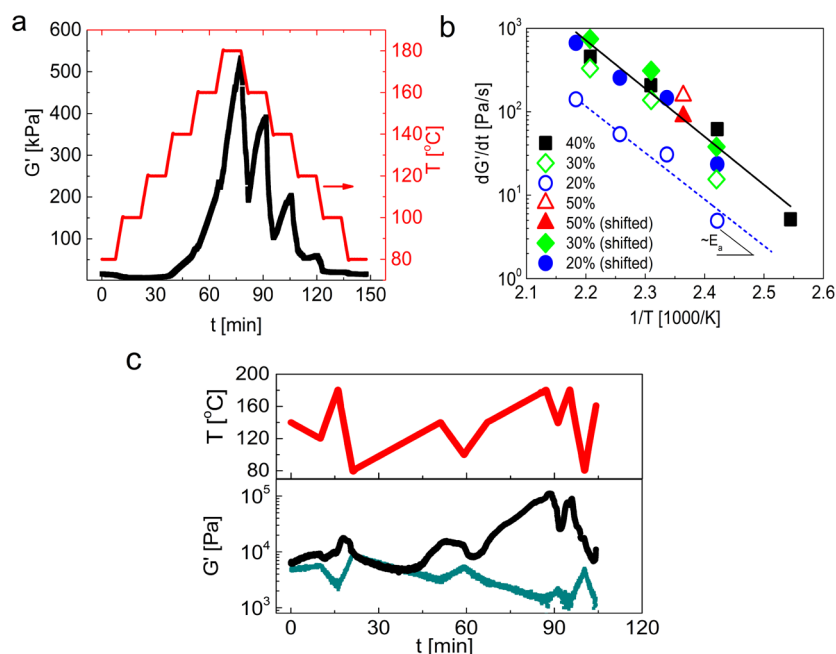 a
600
500
400
300
200
100
G' [kPa]
180
160
140
120
100
80
T [°C]
0
30
60
90
120
150
t [min]
b
10³
10²
10¹
10⁰
dG'/dt [Pa/s]
40%
30%
20%
50%
50% (shifted)
30% (shifted)
20% (shifted)
~Eₐ
2.1
2.2
2.3
2.4
2.5
2.6
1/T [1000/K]
c
200
160
120
80
T [°C]
10⁵
10⁴
10³
G' [Pa]
0
30
60
90
120
t [min]